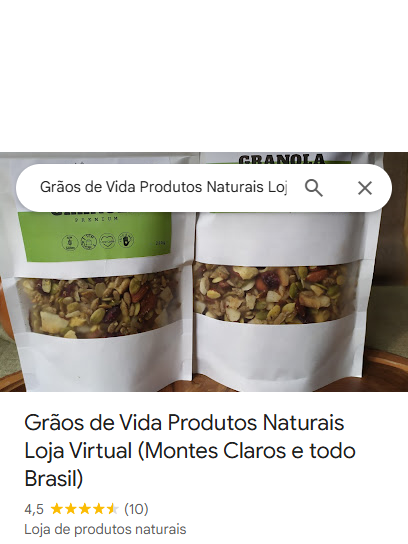 GRANOLA
Grãos de Vida Produtos Naturais Loj
PREMIUM
Grãos de Vida Produtos Naturais
Loja Virtual (Montes Claros e todo
Brasil)
4,5 (10)
Loja de produtos naturais